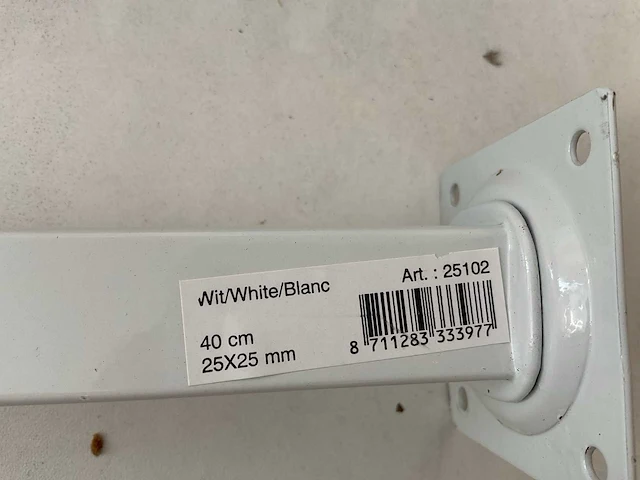 Wit/White/Blanc
Art. : 25102
40 cm
25X25 mm
8 711283 333977